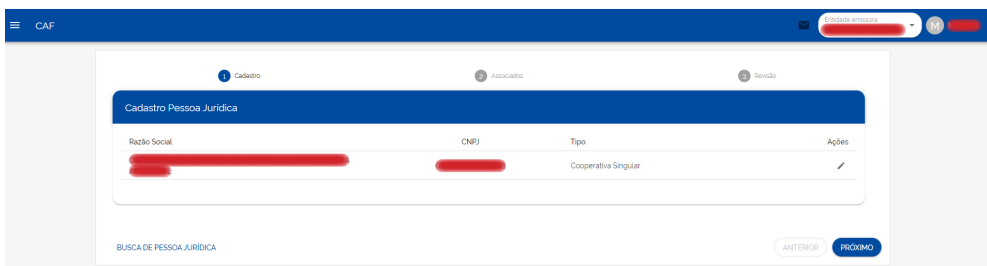 CAF
Entidade emissora
M
1 Cadastro
2 Associados
3 Revisão
Cadastro Pessoa Jurídica
Razão Social CNPJ Tipo Ações
Cooperativa Singular
BUSCA DE PESSOA JURÍDICA
ANTERIOR PRÓXIMO